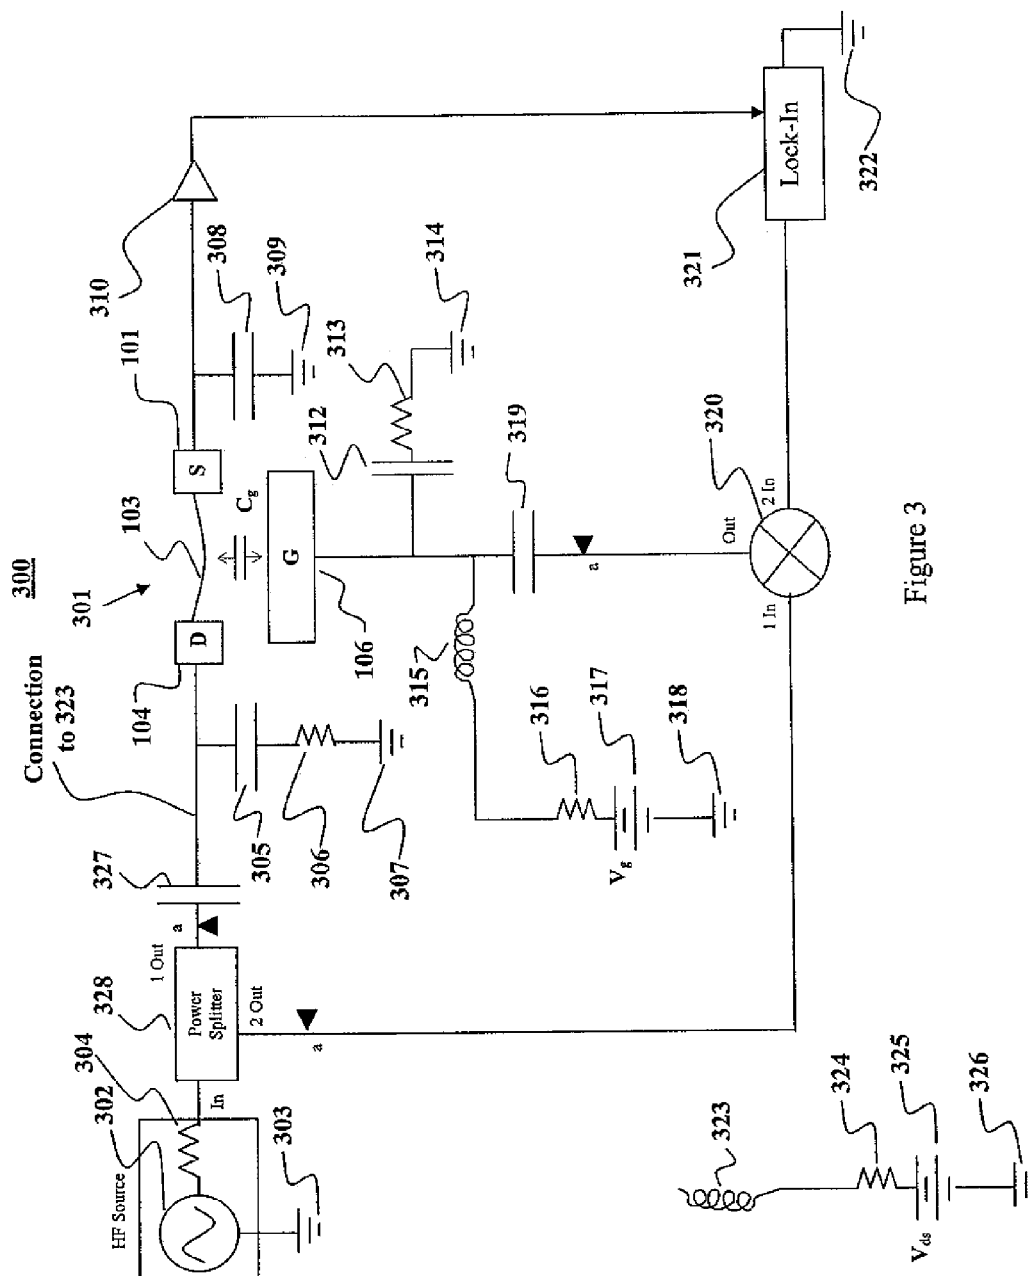 300
Connection
to 323
301
103
101
310
308
309
104
D
S
C_g
G
106
312
313
314
319
315
316
317
318
V_g
320
Out
1 In
2 In
321
Lock-In
322
HF Source
302
304
303
In
328
Power
Splitter
1 Out
2 Out
a
a
a
327
305
306
307
323
324
325
326
V_ds
Figure 3